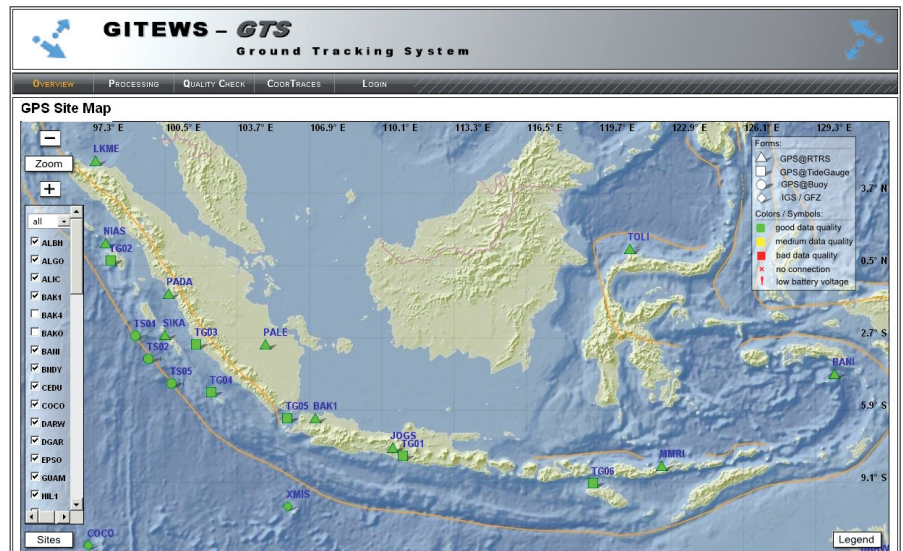 GITEWS – GTS
Ground Tracking System
OVERVIEW PROCESSING QUALITY CHECK COORTRACES LOGIN
GPS Site Map
97.3° E 100.5° E 103.7° E 106.9° E 110.1° E 113.3° E 116.5° E 119.7° E 122.9° E 126.1° E 129.3° E
Zoom
all
ALBH
ALGO
ALIC
BAK1
BAK4
BAKO
BANI
BNDY
CEDU
COCO
DARW
DGAR
EPSO
GUAM
HIL1
Sites
LKME
NIAS
TG02
PADA
TS01 SIKA
TG03
PALE
TS02
TS05
TG04
TG05 BAK1
JOGS
TG01
XMIS
COCO
TOLI
BANI
MMRI
TG06
Forms:
GPS@RTRS
GPS@TideGauge
GPS@Buoy
IGS / GFZ
Colors / Symbols:
good data quality
medium data quality
bad data quality
no connection
low battery voltage
3.7° N
0.5° N
2.7° S
5.9° S
9.1° S
Legend